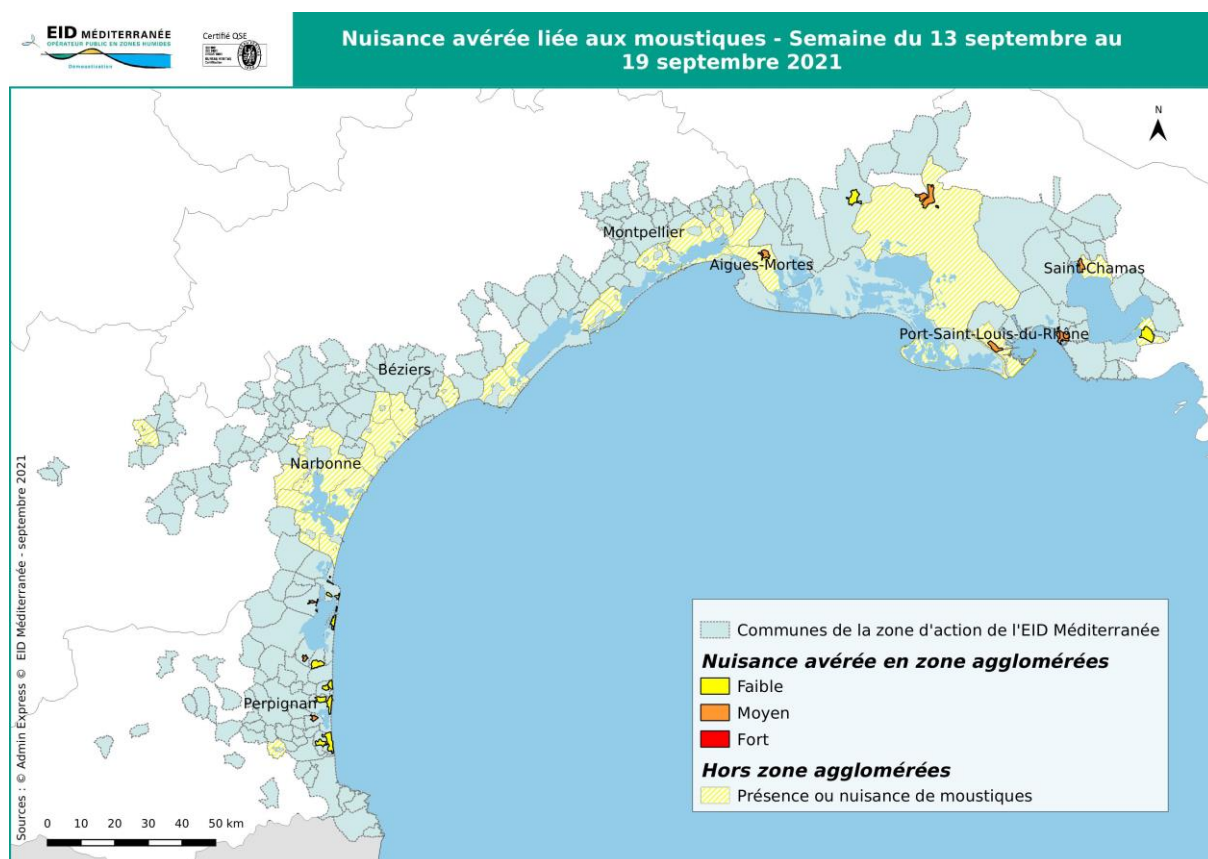 EID MÉDITERRANÉE
OPÉRATEUR PUBLIC EN ZONES HUMIDES
Démoustication
Certifié QSE
Nuisance avérée liée aux moustiques - Semaine du 13 septembre au
19 septembre 2021
N
Montpellier
Aigues-Mortes
Saint-Chamas
Port-Saint-Louis-du-Rhône
Béziers
Narbonne
Perpignan
Communes de la zone d'action de l'EID Méditerranée
Nuisance avérée en zone agglomérées
Faible
Moyen
Fort
Hors zone agglomérées
Présence ou nuisance de moustiques
0 10 20 30 40 50 km
Sources : © Admin Express © EID Méditerranée - septembre 2021